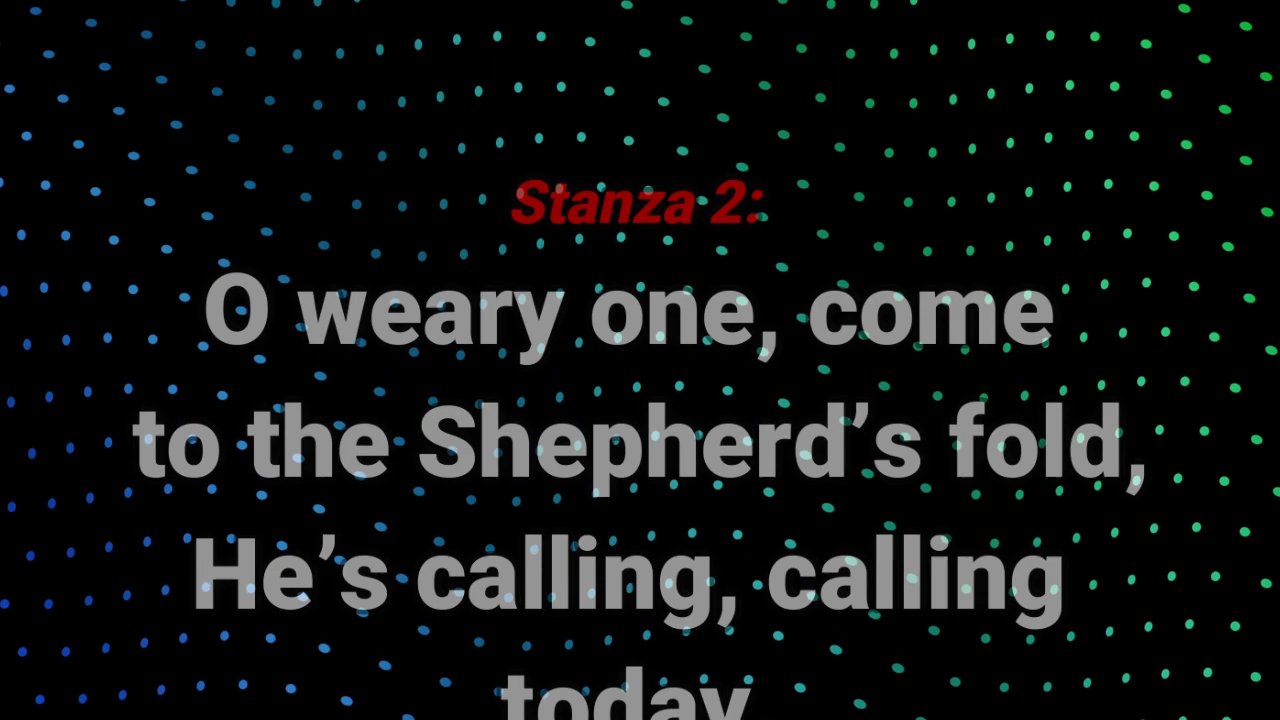 Stanza 2:
O weary one, come
to the Shepherd’s fold,
He’s calling, calling
today